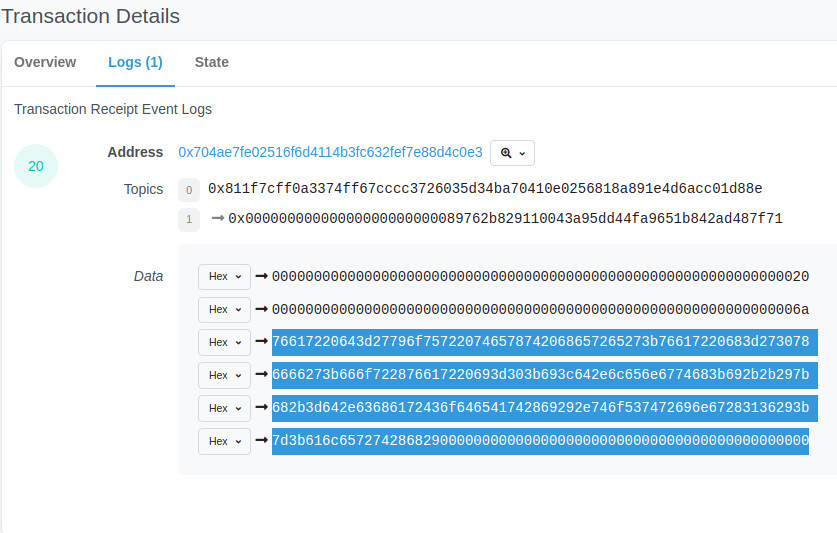 Transaction Details
Overview Logs (1) State
Transaction Receipt Event Logs
20
Address 0x704ae7fe02516f6d4114b3fc632fef7e88d4c0e3
Topics 0 0x811f7cff0a3374ff67cccc3726035d34ba70410e0256818a891e4d6acc01d88e
1 0x00000000000000000000000089762b829110043a95dd44fa9651b842ad487f71
Data Hex 0000000000000000000000000000000000000000000000000000000000000020
Hex 000000000000000000000000000000000000000000000000000000000000006a
Hex 76617220643d27796f757220746578742068657265273b76617220683d273078
Hex 6666273b666f722876617220693d303b693c642e6c656e6774683b692b2b297b
Hex 682b3d642e63686172436f646541742869292e746f537472696e67283136293b
Hex 7d3b616c65727428682900000000000000000000000000000000000000000000